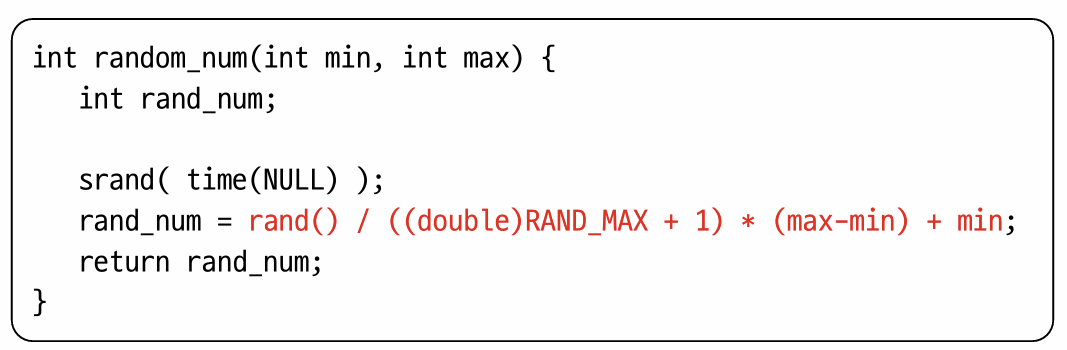 int random_num(int min, int max) {
int rand_num;
srand( time(NULL) );
rand_num = rand() / ((double)RAND_MAX + 1) * (max-min) + min;
return rand_num;
}